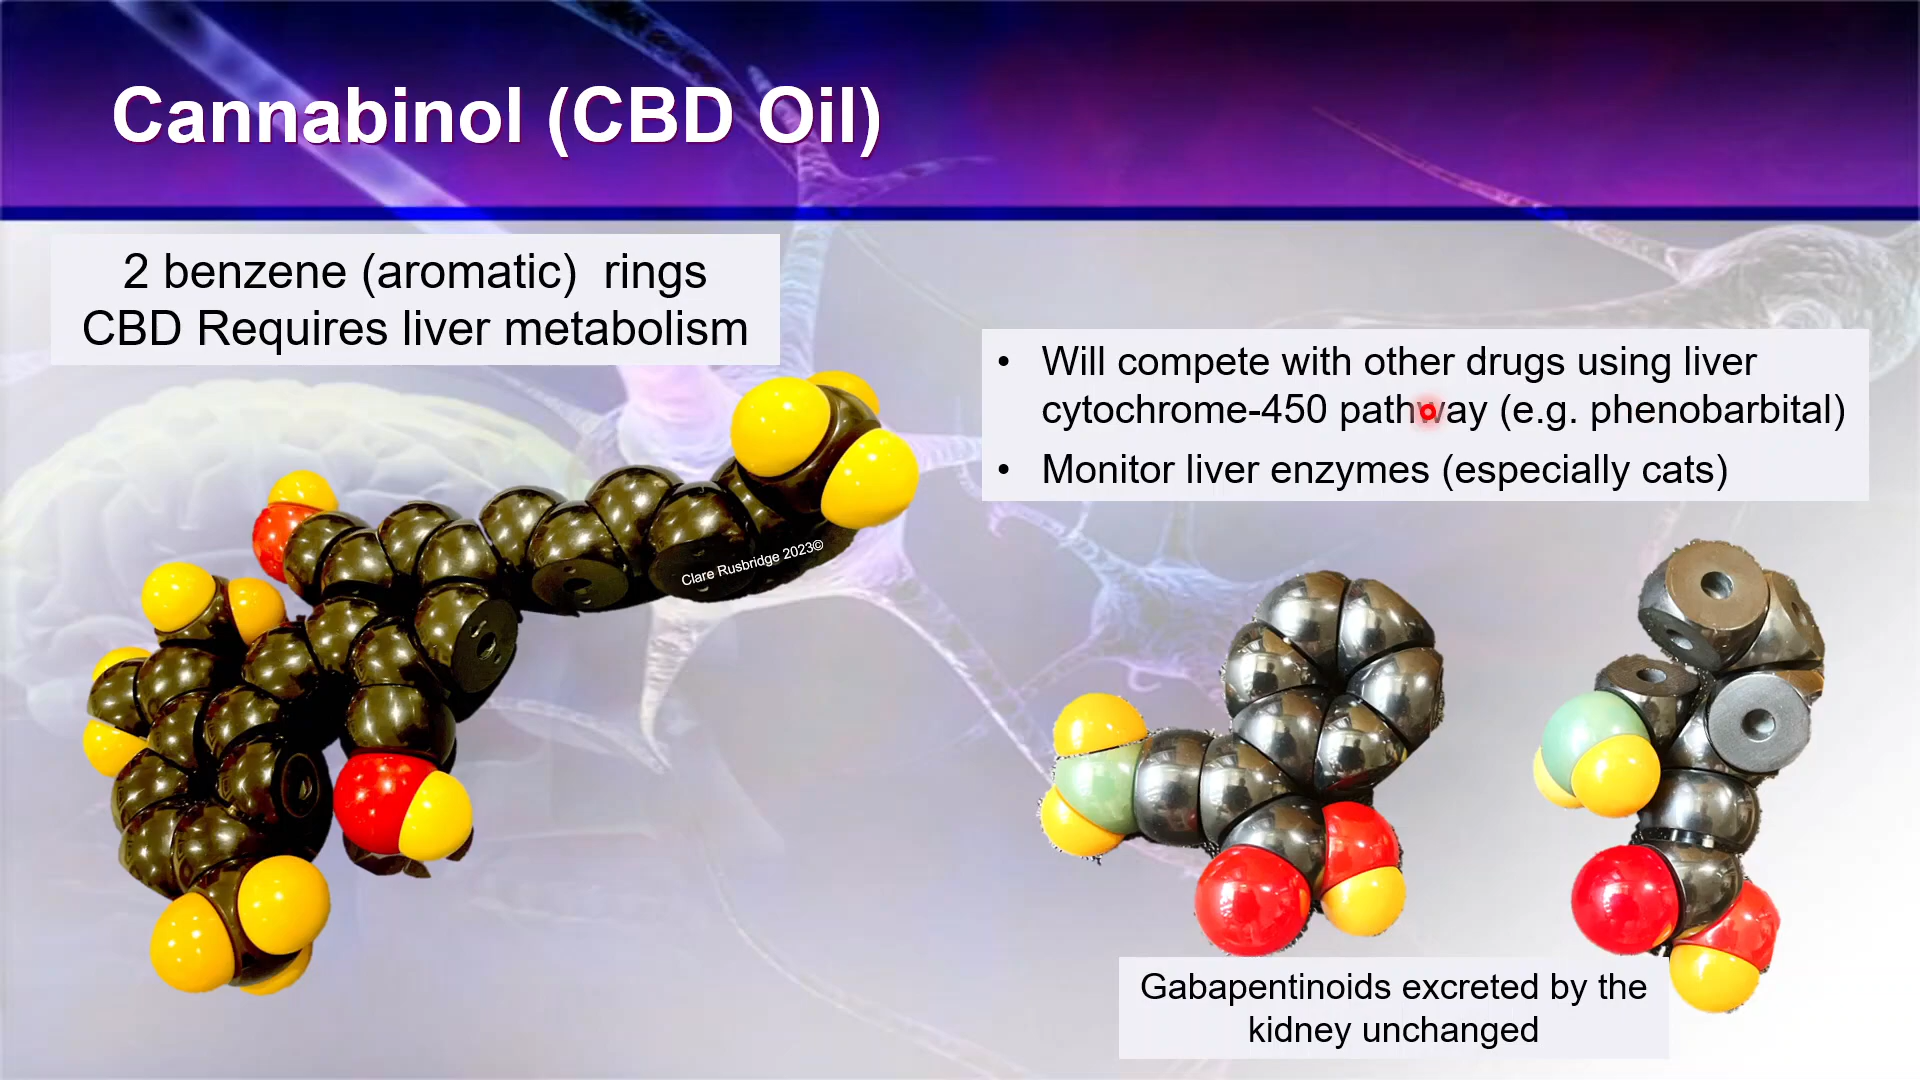 Cannabinol (CBD Oil)
2 benzene (aromatic)  rings
CBD Requires liver metabolism
• Will compete with other drugs using liver
cytochrome-450 pathway (e.g. phenobarbital)
• Monitor liver enzymes (especially cats)
Clare Rusbridge 2023©
Gabapentinoids excreted by the
kidney unchanged